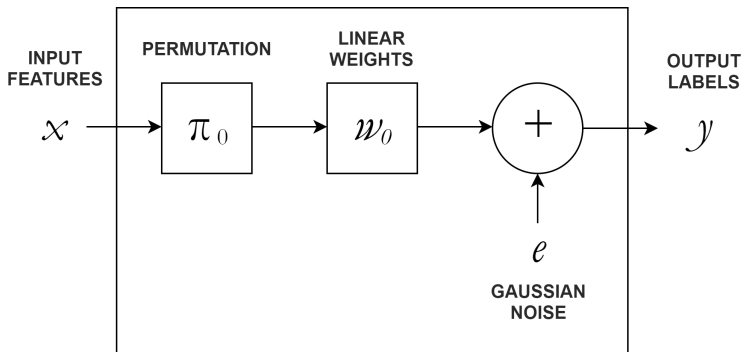 INPUT
FEATURES
x
PERMUTATION
π₀
LINEAR
WEIGHTS
w₀
+
e
GAUSSIAN
NOISE
OUTPUT
LABELS
y